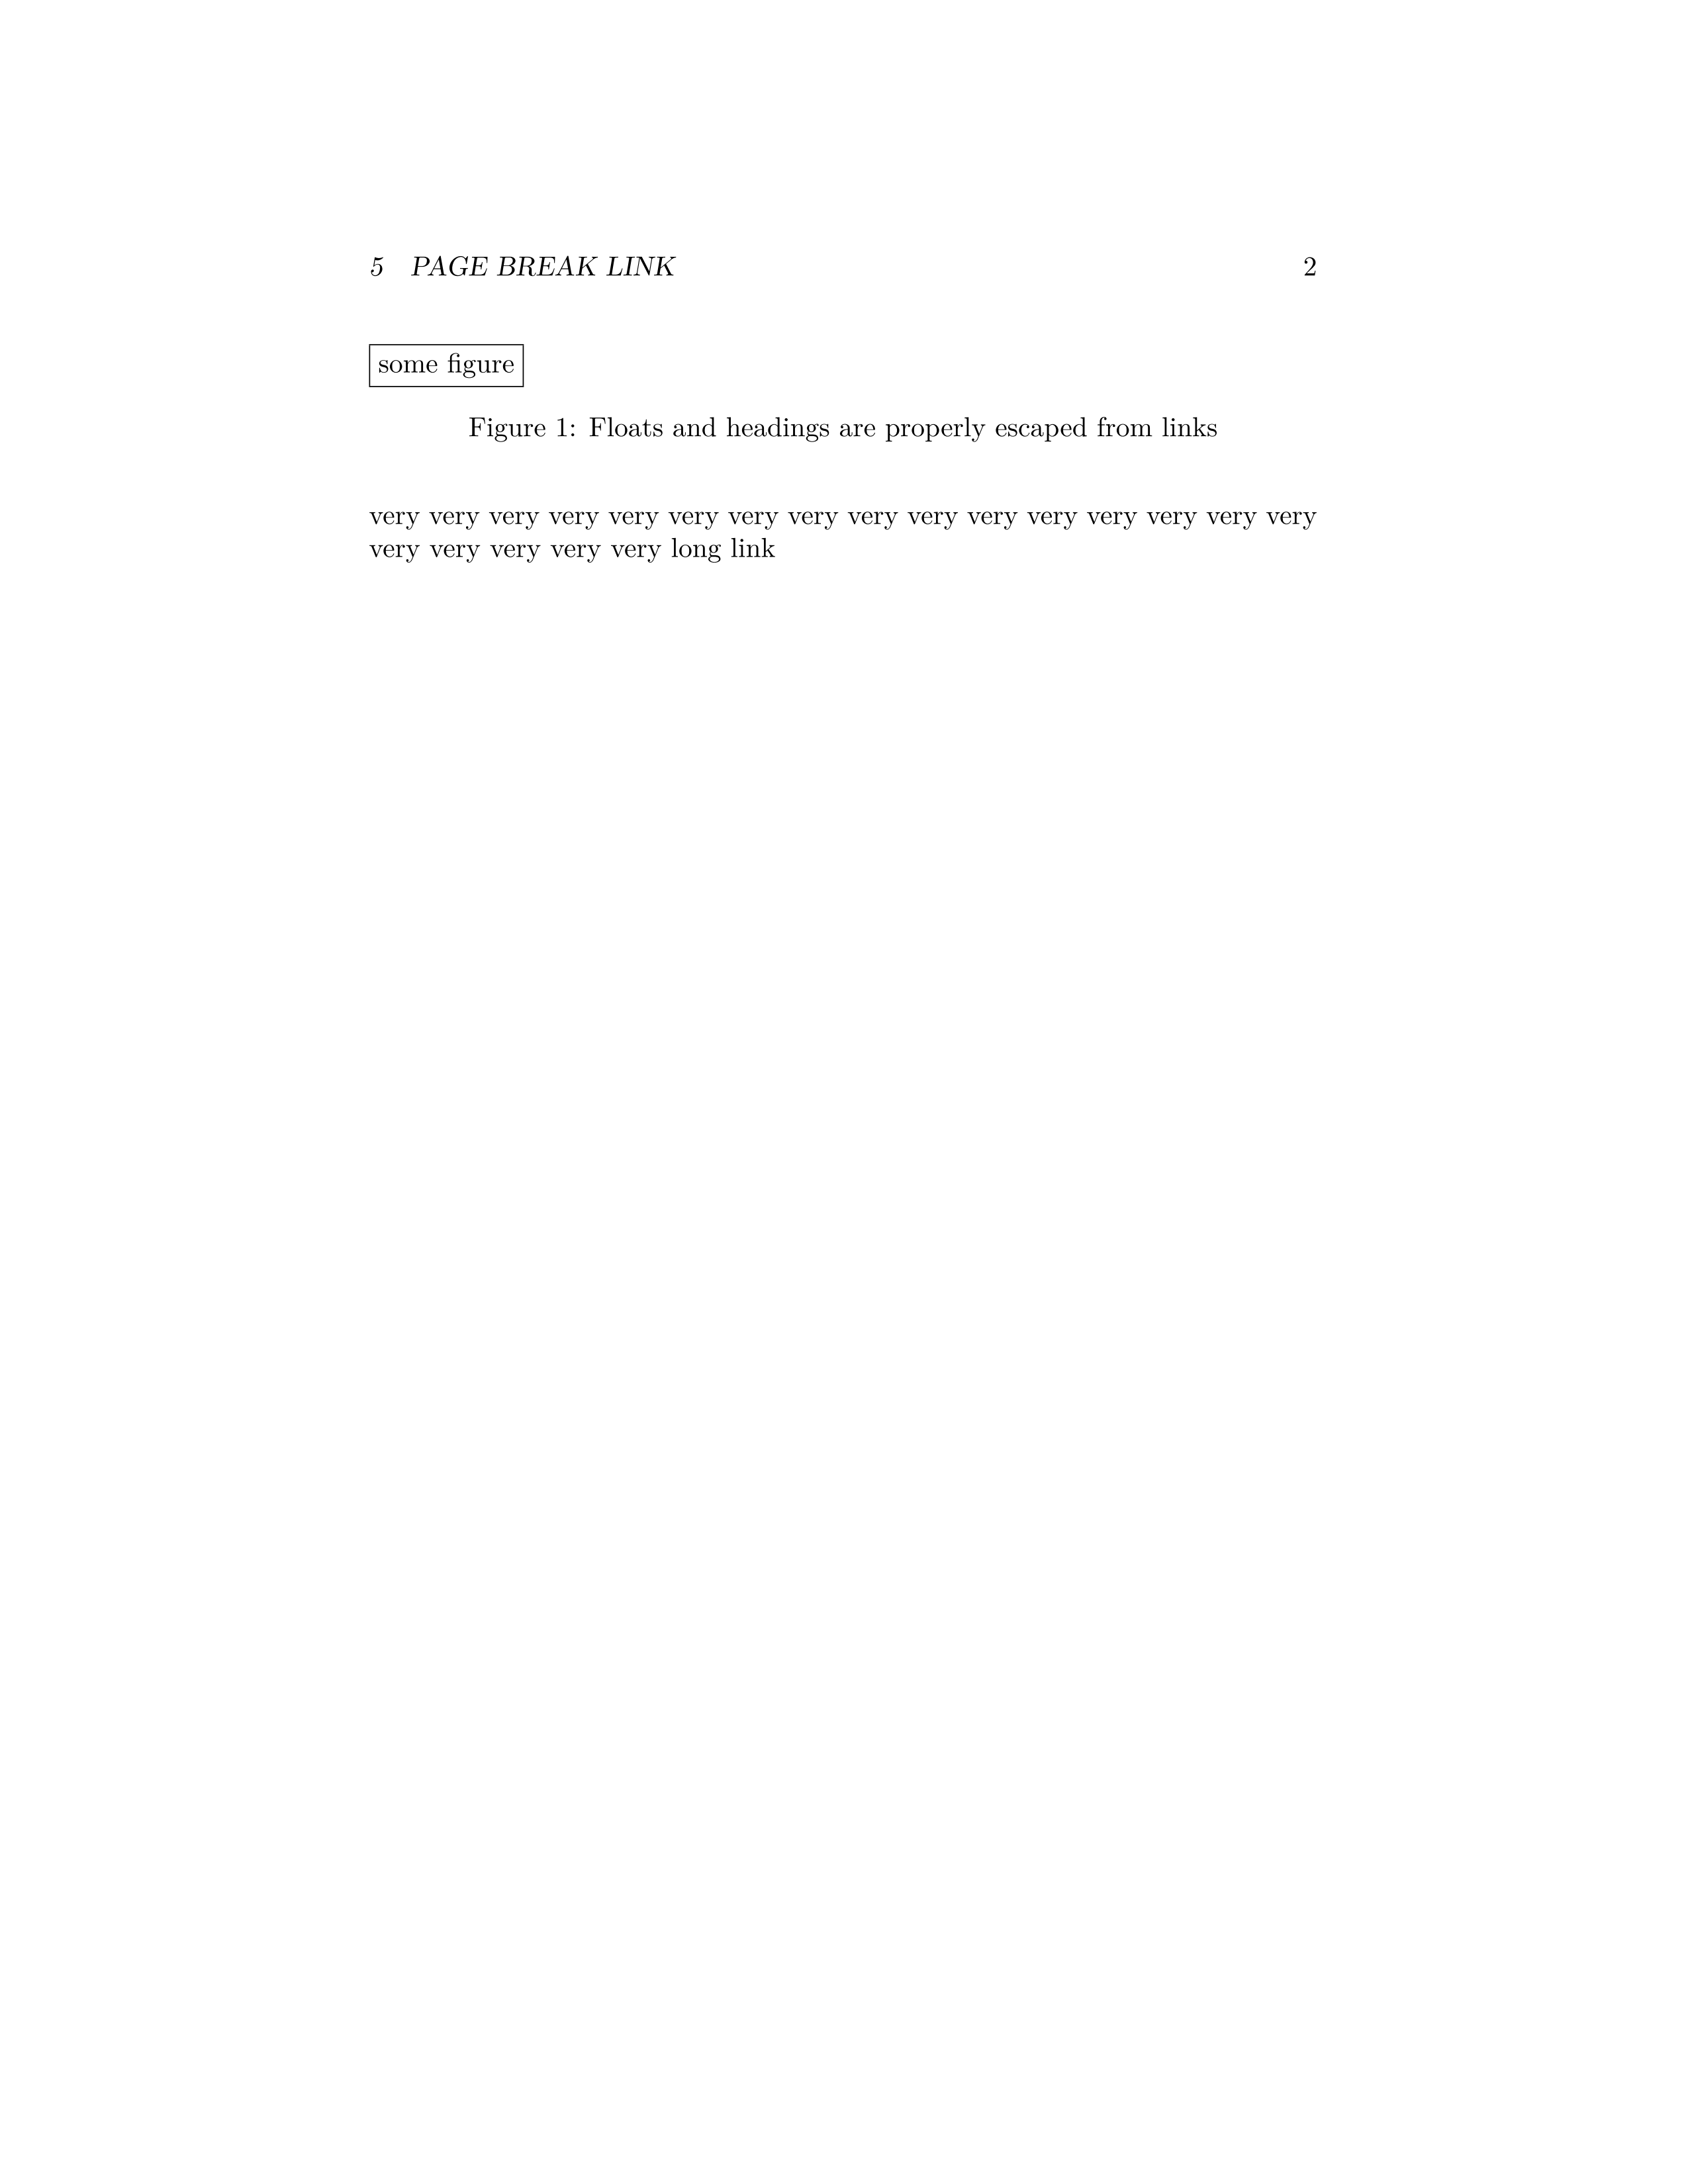 5 PAGE BREAK LINK 2
some figure
Figure 1: Floats and headings are properly escaped from links
very very very very very very very very very very very very very very very very
very very very very very long link